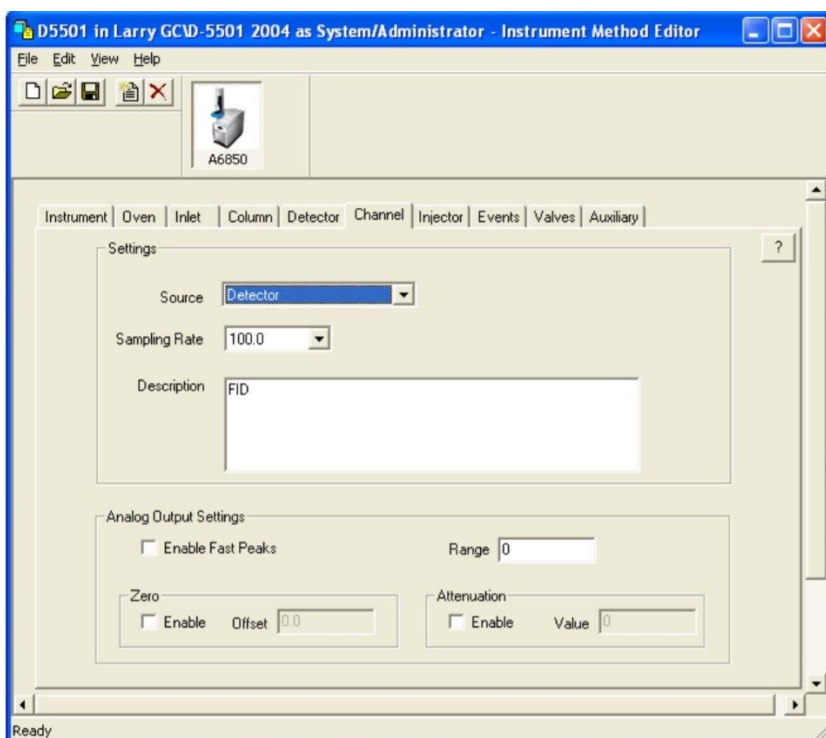 D5501 in Larry GC\D-5501 2004 as System/Administrator - Instrument Method Editor
File Edit View Help
A6850
Instrument Oven Inlet Column Detector Channel Injector Events Valves Auxiliary
Settings
?
Source Detector
Sampling Rate 100.0
Description FID
Analog Output Settings
Enable Fast Peaks Range 0
Zero Attenuation
Enable Offset 0.0 Enable Value 0
Ready